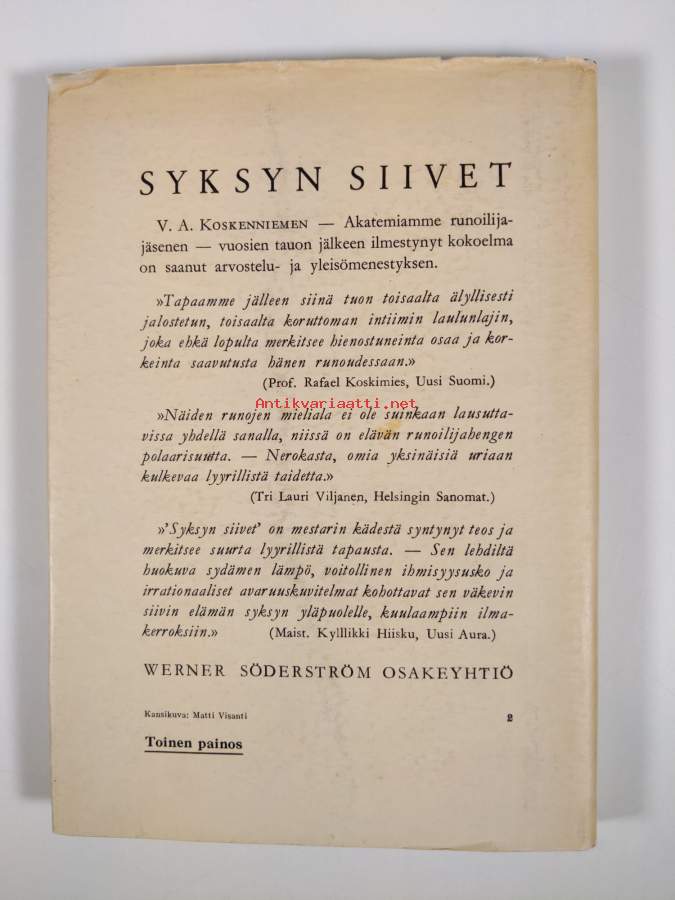 SYKSYN SIIVET
V. A. KOSKENNIEMEN — Akatemiamme runoilija-
jäsenen — vuosien tauon jälkeen ilmestynyt kokoelma
on saanut arvostelu- ja yleisömenestyksen.
»Tapaamme jälleen siinä tuon toisaalta älyllisesti
jalostetun, toisaalta koruttoman intiimin laulunlajin,
joka ehkä lopulta merkitsee hienostuneinta osaa ja kor-
keinta saavutusta hänen runoudessaan.»
(Prof. Rafael Koskimies, Uusi Suomi.)
Antikvariaatti.net
»Näiden runojen mieliala ei ole suinkaan lausutta-
vissa yhdellä sanalla, niissä on elävän runoilijahengen
polaarisuutta. — Nerokasta, omia yksinäisiä uriaan
kulkevaa lyyrillistä taidetta.»
(Tri Lauri Viljanen, Helsingin Sanomat.)
»'Syksyn siivet' on mestarin kädestä syntynyt teos ja
merkitsee suurta lyyrillistä tapausta. — Sen lehdiltä
huokuva sydämen lämpö, voitollinen ihmisyysusko ja
irrationaaliset avaruuskuvitelmat kohottavat sen väkevin
siivin elämän syksyn yläpuolelle, kuulaampiin ilma-
kerroksiin.» (Maist. Kylllikki Hiisku, Uusi Aura.)
WERNER SÖDERSTRÖM OSAKEYHTIÖ
Kansikuva: Matti Visanti 2
Toinen painos